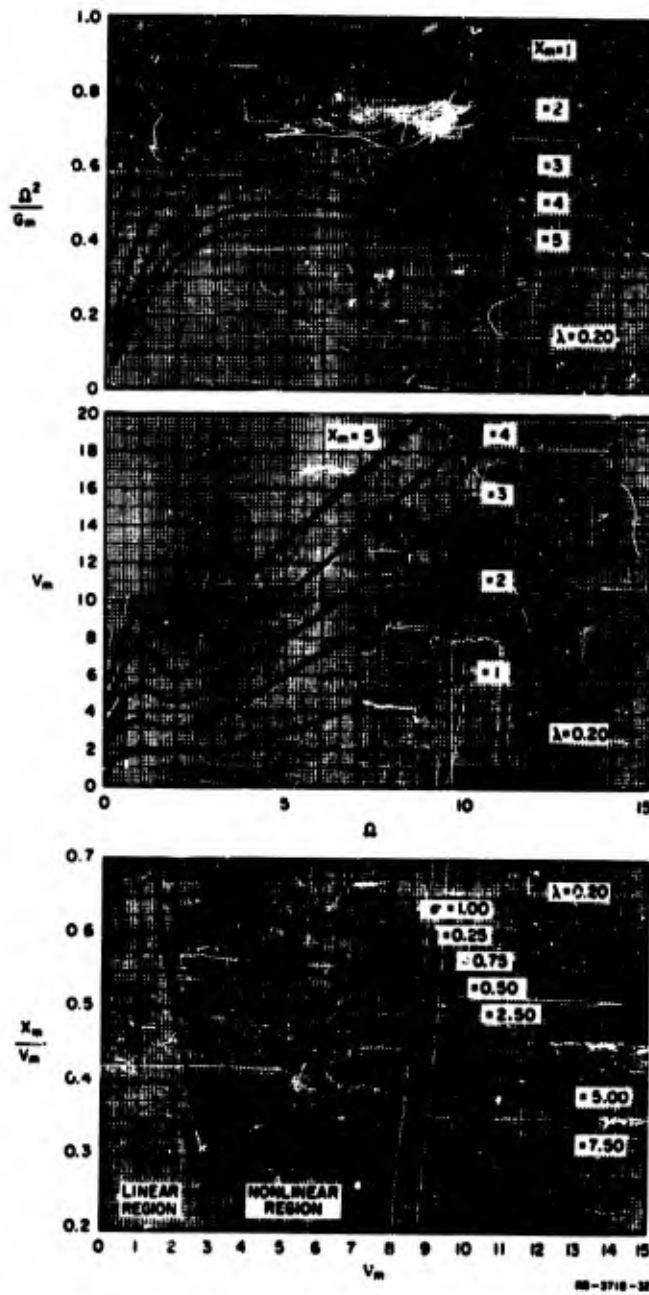 1.0
Xm=1
0.8
=2
0.6
=3
Ω²
Gm
=4
0.4
=5
0.2
λ=0.20
0
20
Xm=5
=4
18
=3
16
14
12
Vm
10
=2
8
6
=1
4
2
λ=0.20
0
0
5
10
15
Ω
0.7
λ=0.20
σ=1.00
0.6
=0.25
0.75
=0.50
0.5
=2.50
Xm
Vm
0.4
=5.00
0.3
=7.50
LINEAR
REGION
NONLINEAR
REGION
0.2
0 1 2 3 4 5 6 7 8 9 10 11 12 13 14 15
Vm